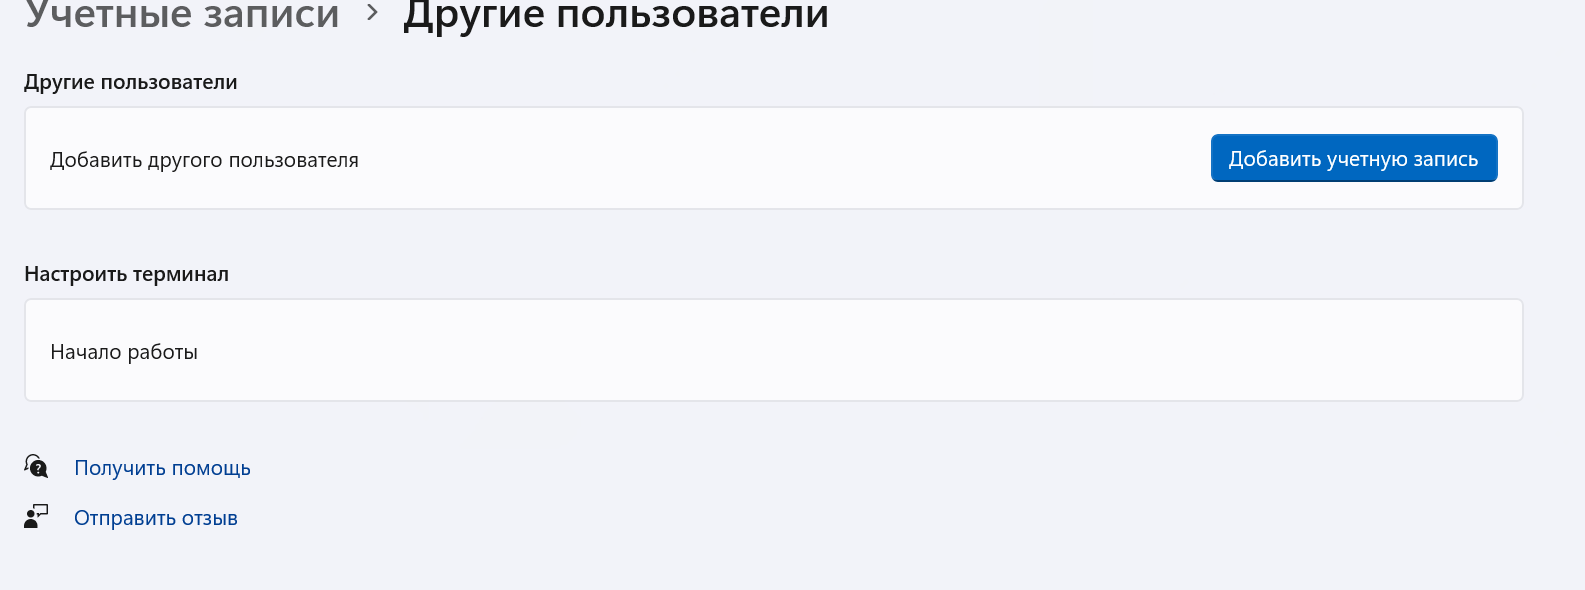 Учетные записи > Другие пользователи
Другие пользователи
Добавить другого пользователя
Добавить учетную запись
Настроить терминал
Начало работы
Получить помощь
Отправить отзыв